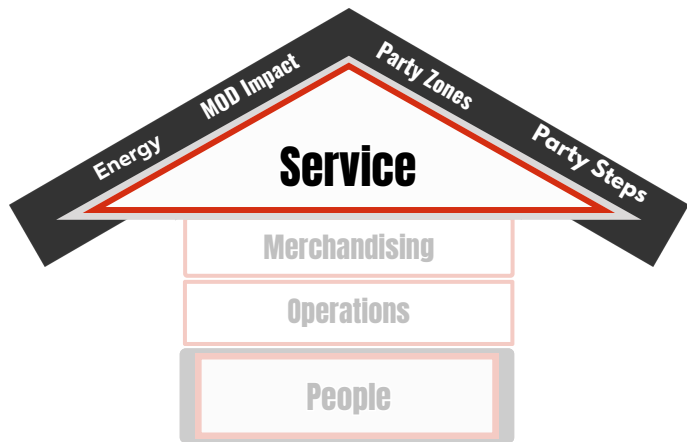 Energy
MOD Impact
Party Zones
Party Steps
Service
Merchandising
Operations
People